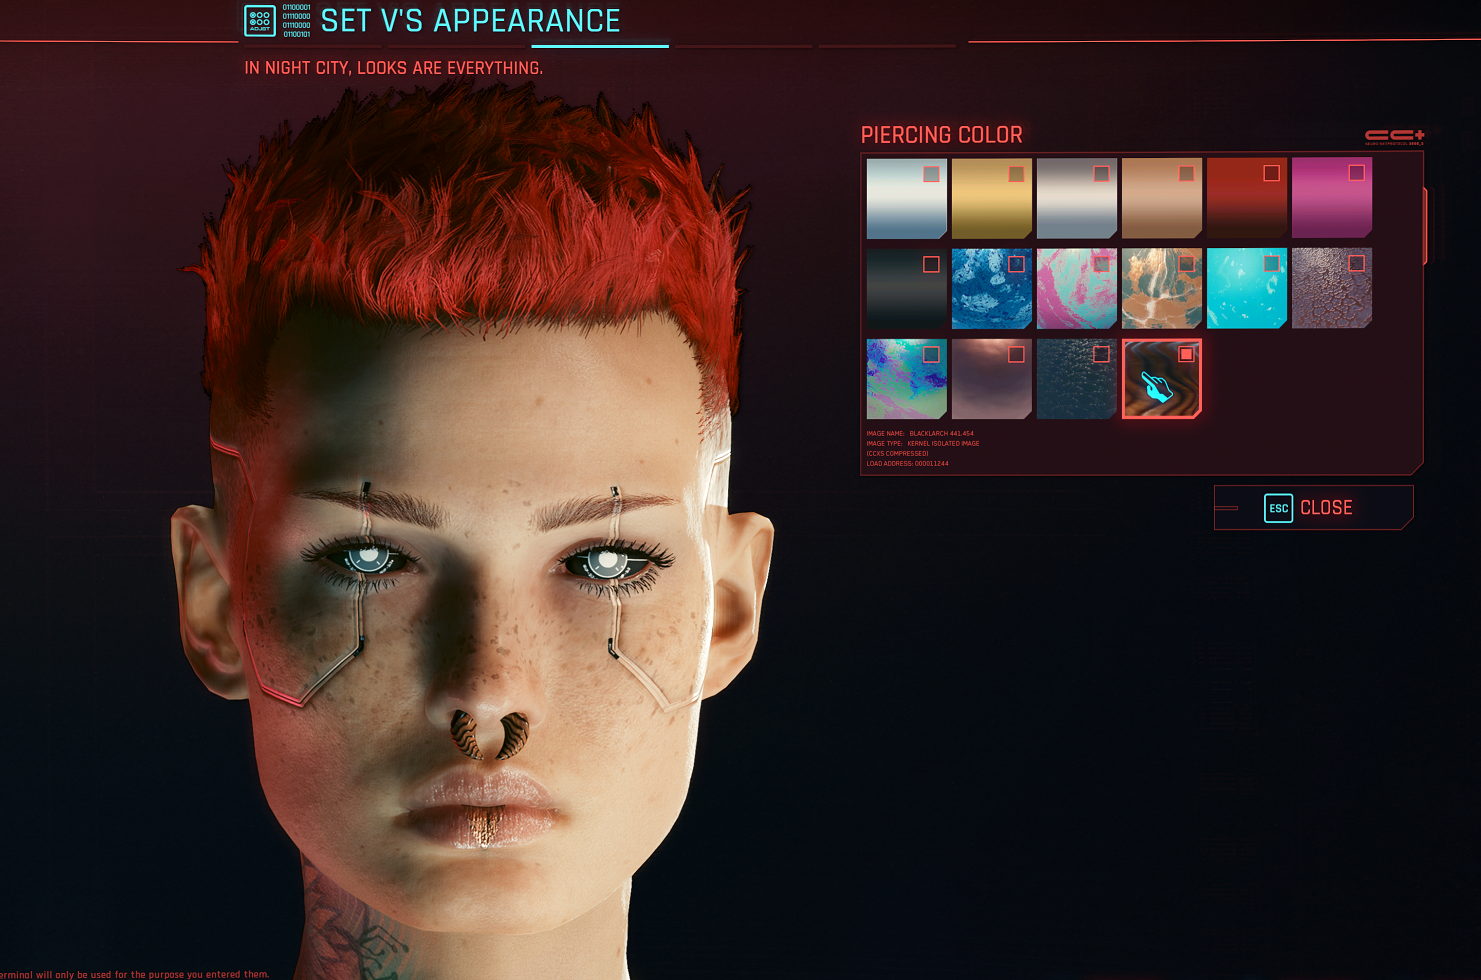 01100001
01110000
01110000
01100101
ADJST
SET V'S APPEARANCE
IN NIGHT CITY, LOOKS ARE EVERYTHING.
PIERCING COLOR
IMAGE NAME: BLACKLARCH 441.454
IMAGE TYPE: KERNEL ISOLATED IMAGE
(CCXS COMPRESSED)
LOAD ADDRESS: 000011244
ESC CLOSE
erminal will only be used for the purpose you entered them.